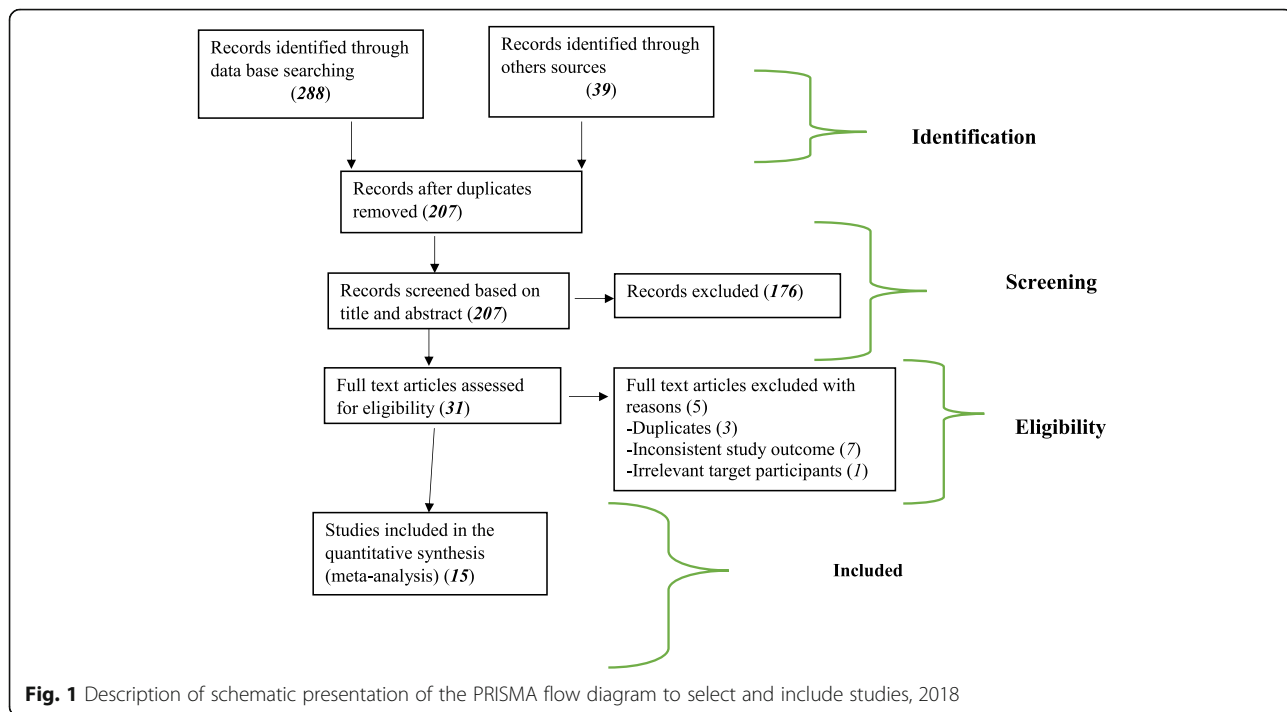 Records identified through
data base searching
(288)
Records identified through
others sources
(39)
Identification
Records after duplicates
removed (207)
Records screened based on
title and abstract (207)
Records excluded (176)
Screening
Full text articles assessed
for eligibility (31)
Full text articles excluded with
reasons (5)
-Duplicates (3)
-Inconsistent study outcome (7)
-Irrelevant target participants (1)
Eligibility
Studies included in the
quantitative synthesis
(meta-analysis) (15)
Included
Fig. 1 Description of schematic presentation of the PRISMA flow diagram to select and include studies, 2018